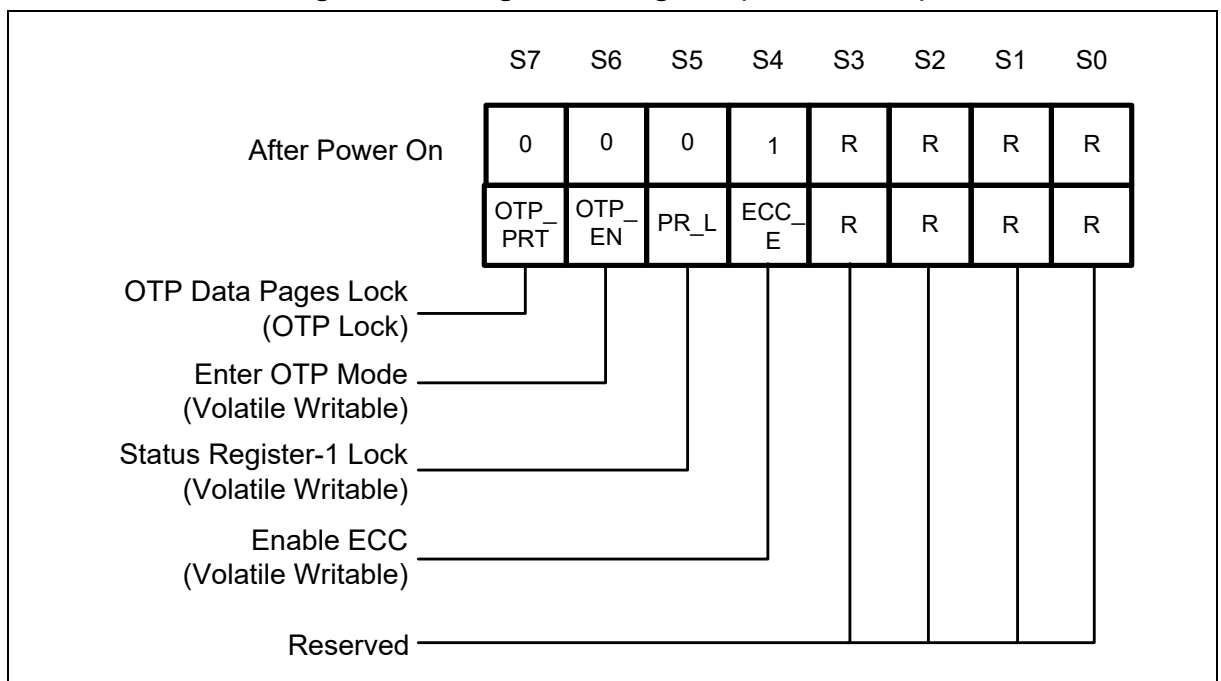 S7 S6 S5 S4 S3 S2 S1 S0
After Power On 0 0 0 1 R R R R
OTP_
PRT
OTP_
EN
PR_L
ECC_
E
R R R R
OTP Data Pages Lock
(OTP Lock)
Enter OTP Mode
(Volatile Writable)
Status Register-1 Lock
(Volatile Writable)
Enable ECC
(Volatile Writable)
Reserved